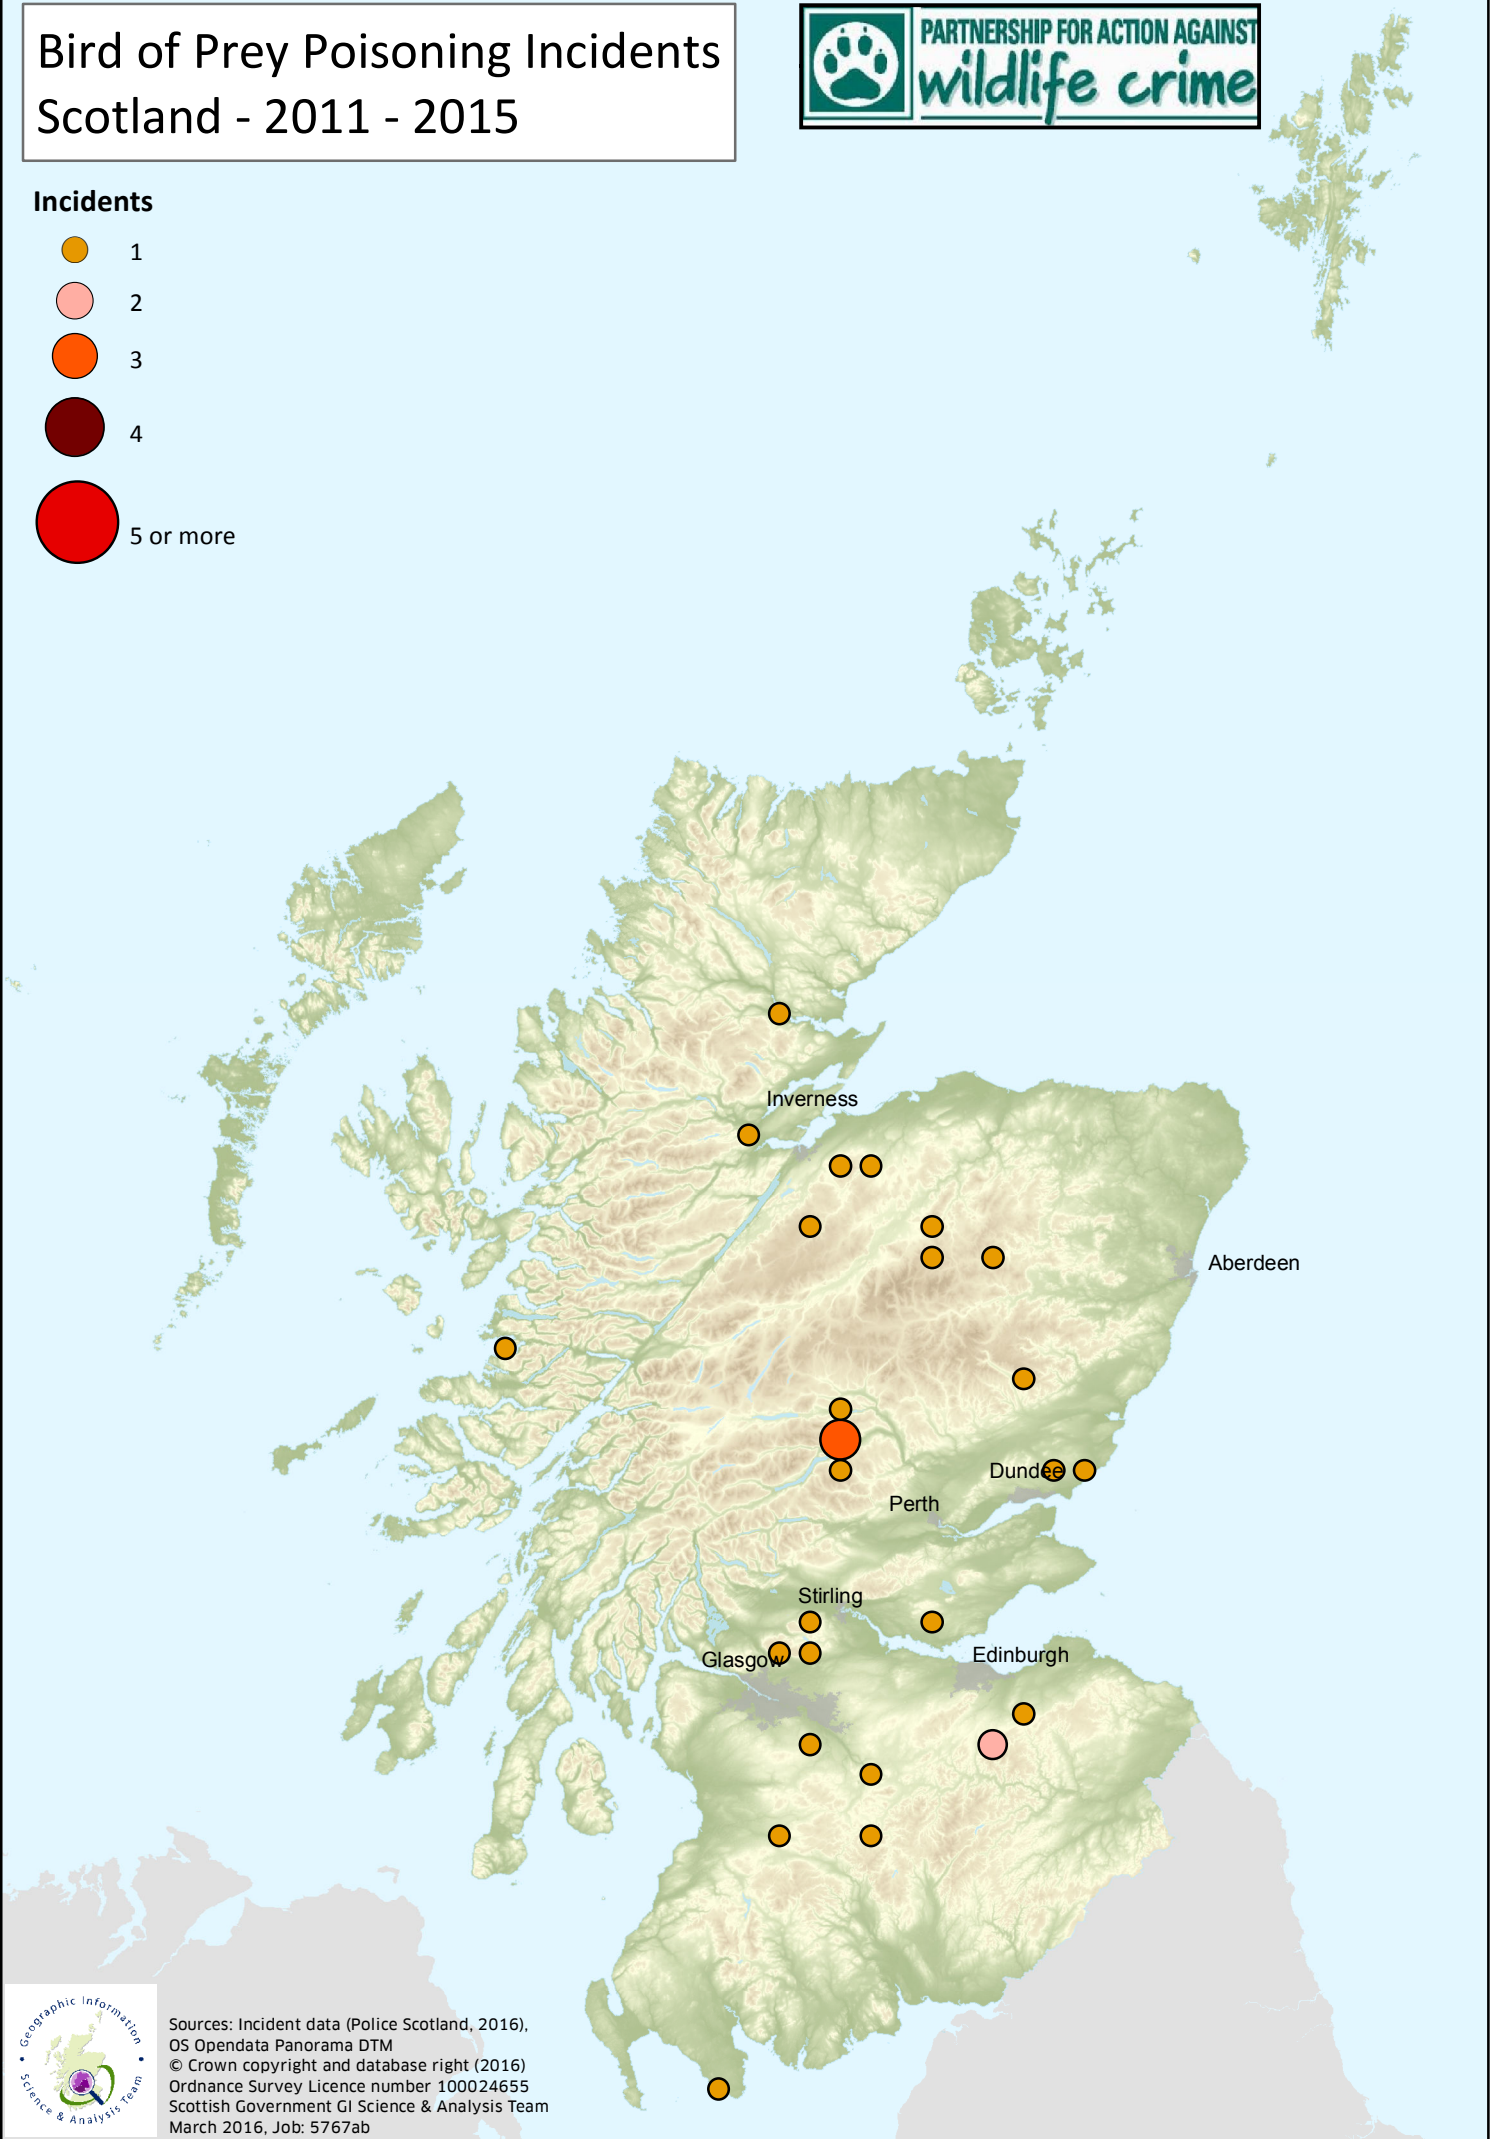 Bird of Prey Poisoning Incidents
Scotland - 2011 - 2015
PARTNERSHIP FOR ACTION AGAINST
wildlife crime
Incidents
1
2
3
4
5 or more
Inverness
Aberdeen
Dundee
Perth
Stirling
Glasgow
Edinburgh
Geographic Information
Science & Analysis Team
Sources: Incident data (Police Scotland, 2016),
OS Opendata Panorama DTM
© Crown copyright and database right (2016)
Ordnance Survey Licence number 100024655
Scottish Government GI Science & Analysis Team
March 2016, Job: 5767ab